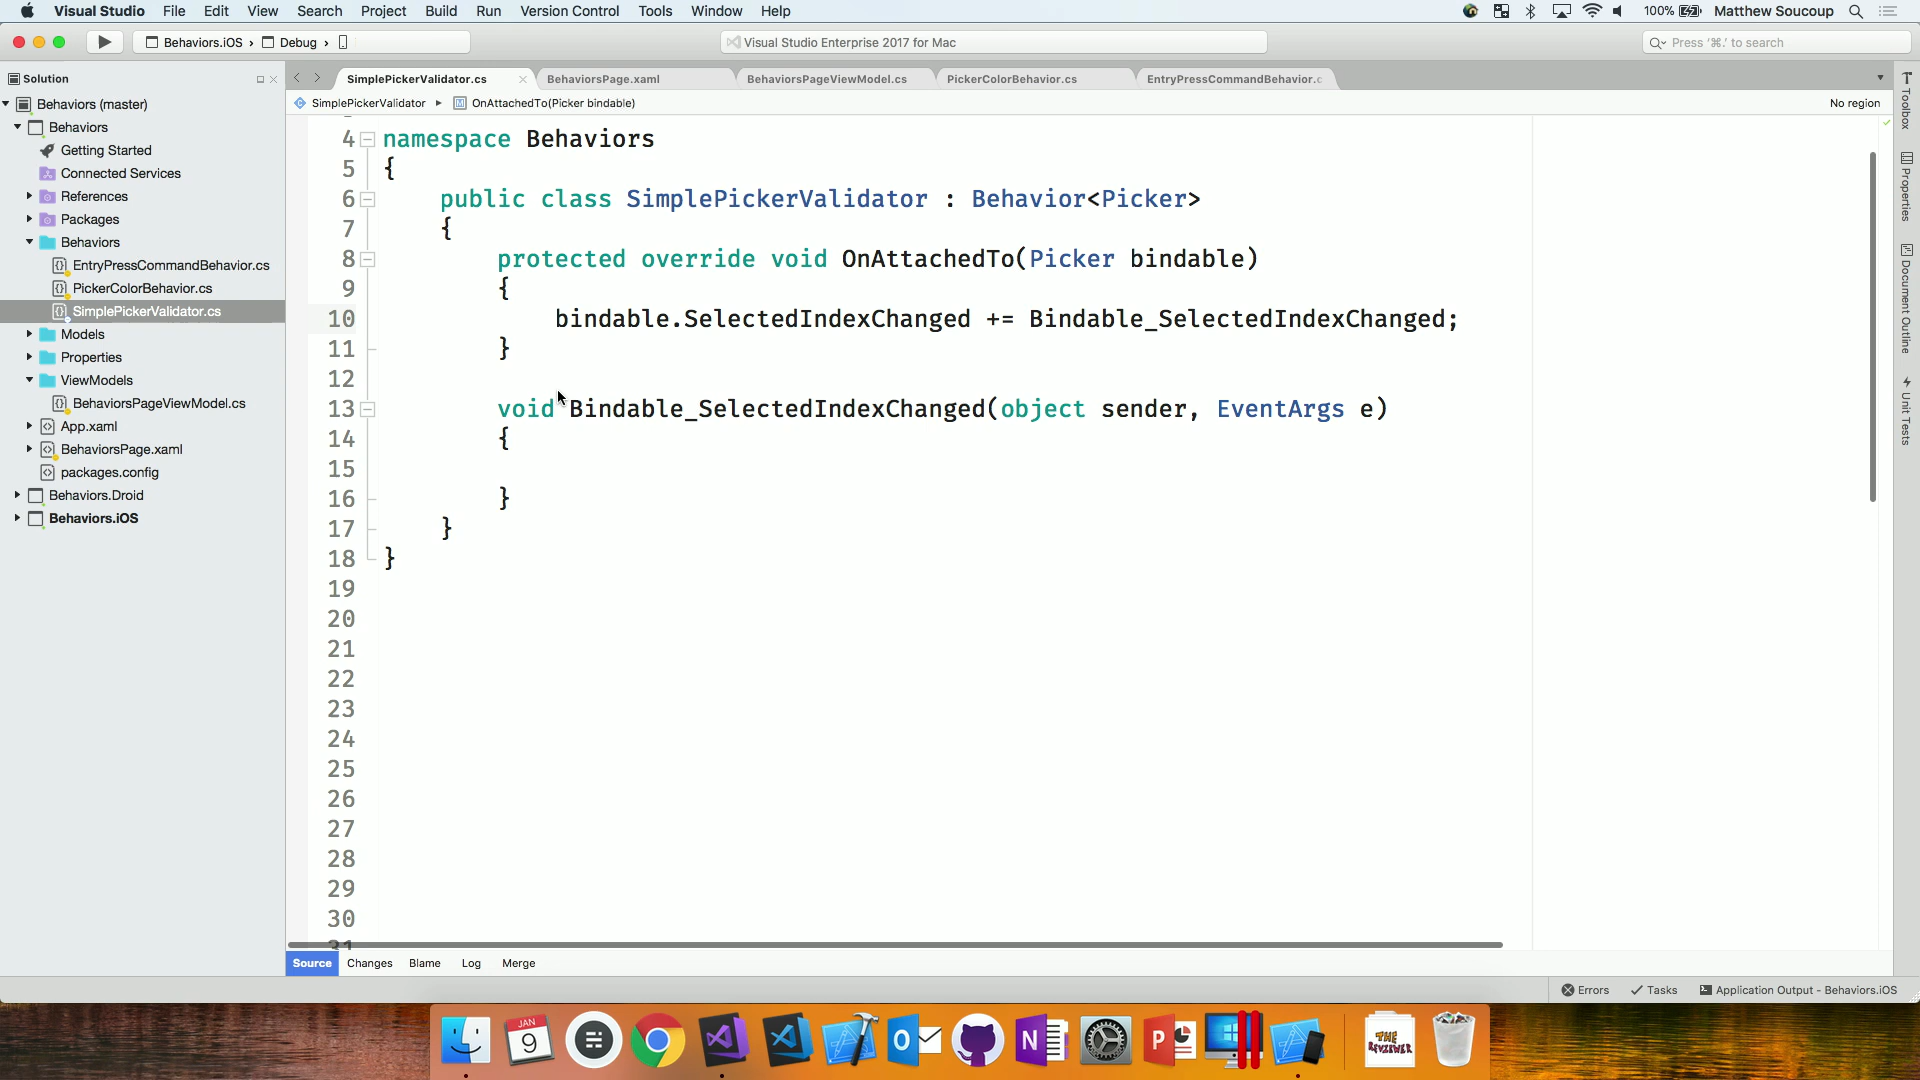 Visual Studio File Edit View Search Project Build Run Version Control Tools Window Help 100% Matthew Soucoup
Behaviors.iOS › Debug › Visual Studio Enterprise 2017 for Mac Press '⌘.' to search
Solution
SimplePickerValidator.cs BehaviorsPage.xaml BehaviorsPageViewModel.cs PickerColorBehavior.cs EntryPressCommandBehavior.c
SimplePickerValidator ▸ OnAttachedTo(Picker bindable) No region
Behaviors (master)
Behaviors
Getting Started
Connected Services
References
Packages
Behaviors
EntryPressCommandBehavior.cs
PickerColorBehavior.cs
SimplePickerValidator.cs
Models
Properties
ViewModels
BehaviorsPageViewModel.cs
App.xaml
BehaviorsPage.xaml
packages.config
Behaviors.Droid
Behaviors.iOS
4 namespace Behaviors
5 {
6 public class SimplePickerValidator : Behavior<Picker>
7 {
8 protected override void OnAttachedTo(Picker bindable)
9 {
10 bindable.SelectedIndexChanged += Bindable_SelectedIndexChanged;
11 }
12
13 void Bindable_SelectedIndexChanged(object sender, EventArgs e)
14 {
15
16 }
17 }
18 }
19
20
21
22
23
24
25
26
27
28
29
30
31
Toolbox
Properties
Document Outline
Unit Tests
Source Changes Blame Log Merge
Errors Tasks Application Output - Behaviors.iOS
JAN
9
N
P
THE
REVIEWER